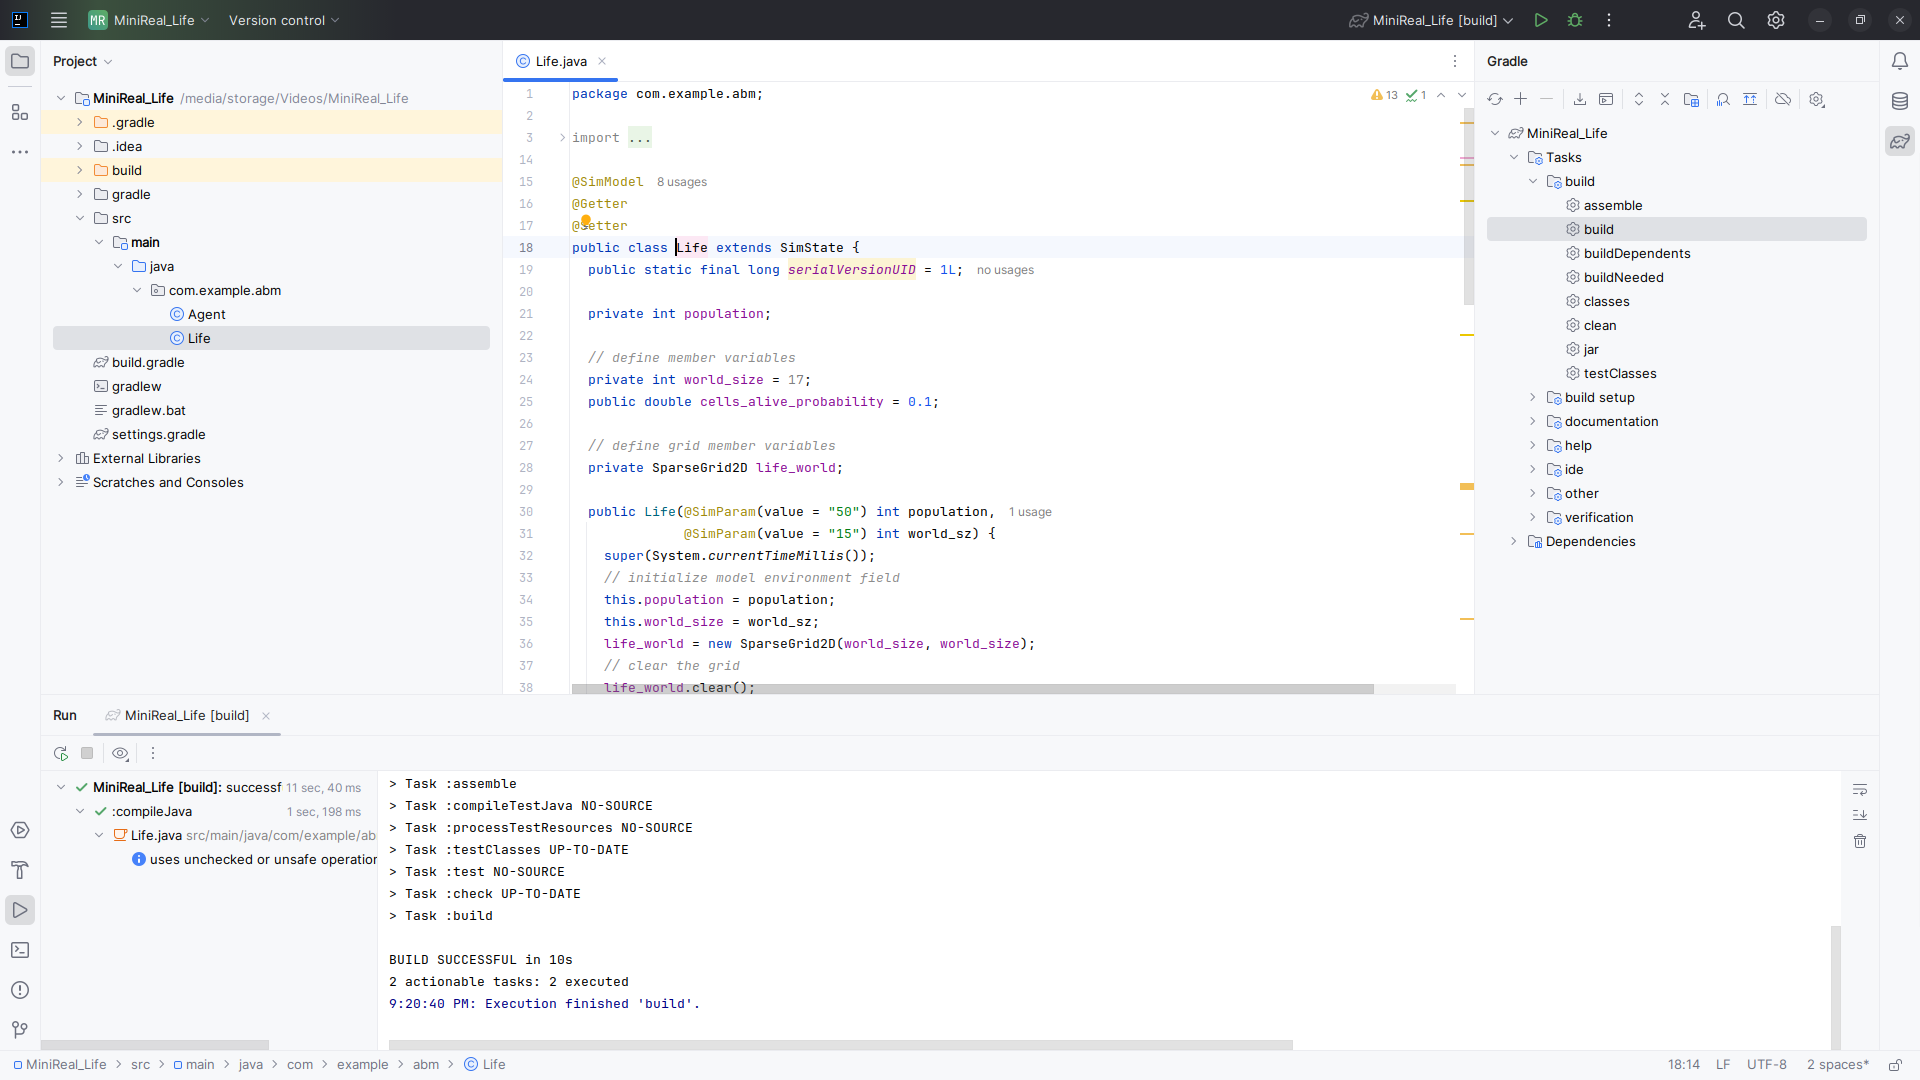 MR MiniReal_Life
Version control
MiniReal_Life [build]
Project
MiniReal_Life /media/storage/Videos/MiniReal_Life
.gradle
.idea
build
gradle
src
main
java
com.example.abm
Agent
Life
build.gradle
gradlew
gradlew.bat
settings.gradle
External Libraries
Scratches and Consoles
Life.java
13 1
1 package com.example.abm;
2
3 import ...
14
15 @SimModel 8 usages
16 @Getter
17 @Setter
18 public class Life extends SimState {
19 public static final long serialVersionUID = 1L; no usages
20
21 private int population;
22
23 // define member variables
24 private int world_size = 17;
25 public double cells_alive_probability = 0.1;
26
27 // define grid member variables
28 private SparseGrid2D life_world;
29
30 public Life(@SimParam(value = "50") int population, 1 usage
31 @SimParam(value = "15") int world_sz) {
32 super(System.currentTimeMillis());
33 // initialize model environment field
34 this.population = population;
35 this.world_size = world_sz;
36 life_world = new SparseGrid2D(world_size, world_size);
37 // clear the grid
38 life_world.clear();
Gradle
MiniReal_Life
Tasks
build
assemble
build
buildDependents
buildNeeded
classes
clean
jar
testClasses
build setup
documentation
help
ide
other
verification
Dependencies
Run
MiniReal_Life [build]
MiniReal_Life [build]: successf 11 sec, 40 ms
:compileJava 1 sec, 198 ms
Life.java src/main/java/com/example/ab
uses unchecked or unsafe operation
> Task :assemble
> Task :compileTestJava NO-SOURCE
> Task :processTestResources NO-SOURCE
> Task :testClasses UP-TO-DATE
> Task :test NO-SOURCE
> Task :check UP-TO-DATE
> Task :build
BUILD SUCCESSFUL in 10s
2 actionable tasks: 2 executed
9:20:40 PM: Execution finished 'build'.
MiniReal_Life > src > main > java > com > example > abm > Life
18:14 LF UTF-8 2 spaces*